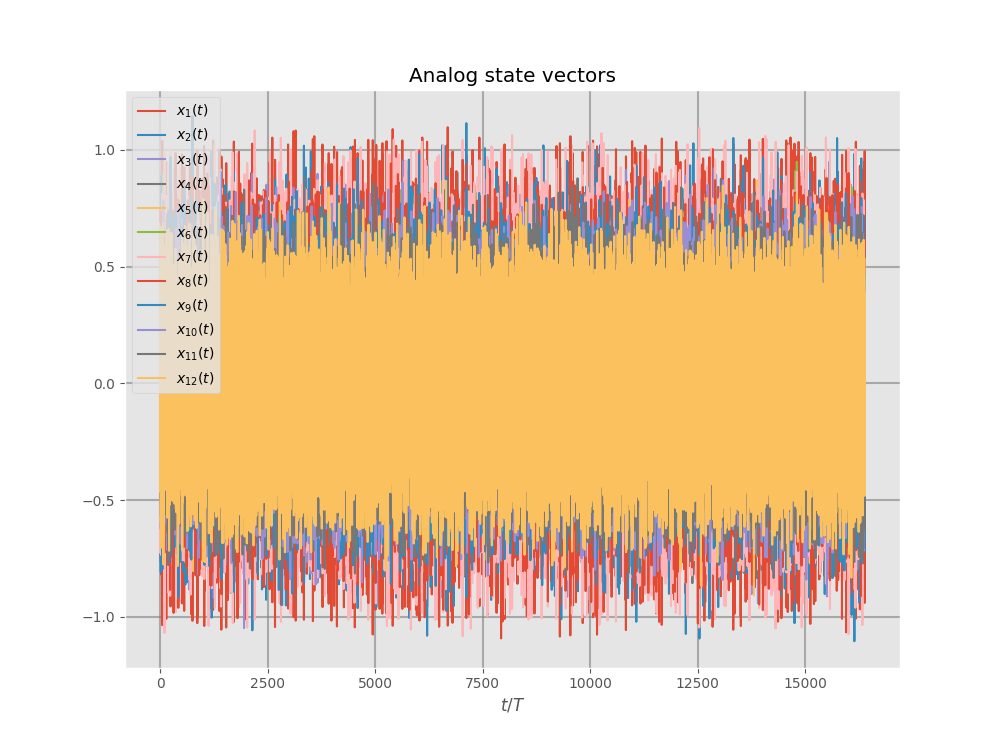 Analog state vectors
x₁(t)
x₂(t)
x₃(t)
x₄(t)
x₅(t)
x₆(t)
x₇(t)
x₈(t)
x₉(t)
x₁₀(t)
x₁₁(t)
x₁₂(t)
1.0
0.5
0.0
−0.5
−1.0
0 2500 5000 7500 10000 12500 15000
t/T